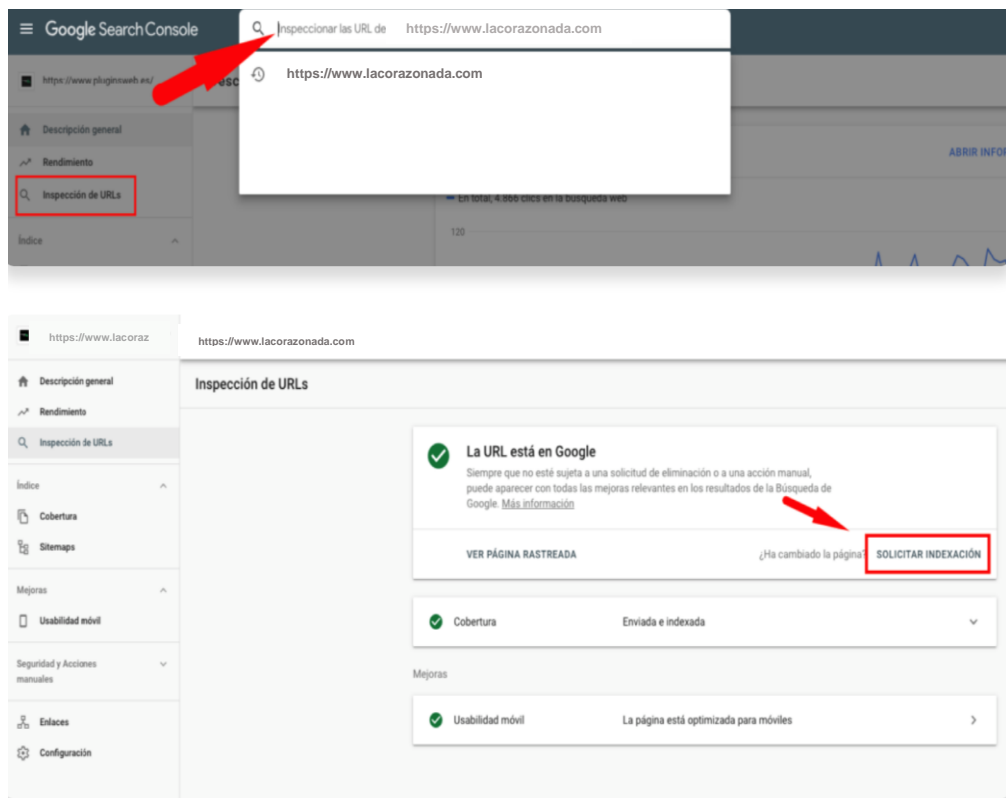 Google Search Console
Inspeccionar las URL de https://www.lacorazonada.com
https://www.lacorazonada.com
https://www.pluginsweb.es/
esc
Descripción general
Rendimiento
Inspección de URLs
Índice
ABRIR INFOR
En total, 4.866 clics en la búsqueda web
120
https://www.lacoraz
https://www.lacorazonada.com
Descripción general
Rendimiento
Inspección de URLs
Índice
Cobertura
Sitemaps
Mejoras
Usabilidad móvil
Seguridad y Acciones
manuales
Enlaces
Configuración
Inspección de URLs
La URL está en Google
Siempre que no esté sujeta a una solicitud de eliminación o a una acción manual,
puede aparecer con todas las mejoras relevantes en los resultados de la Búsqueda de
Google. Más información
VER PÁGINA RASTREADA
¿Ha cambiado la página? SOLICITAR INDEXACIÓN
Cobertura Enviada e indexada
Mejoras
Usabilidad móvil La página está optimizada para móviles